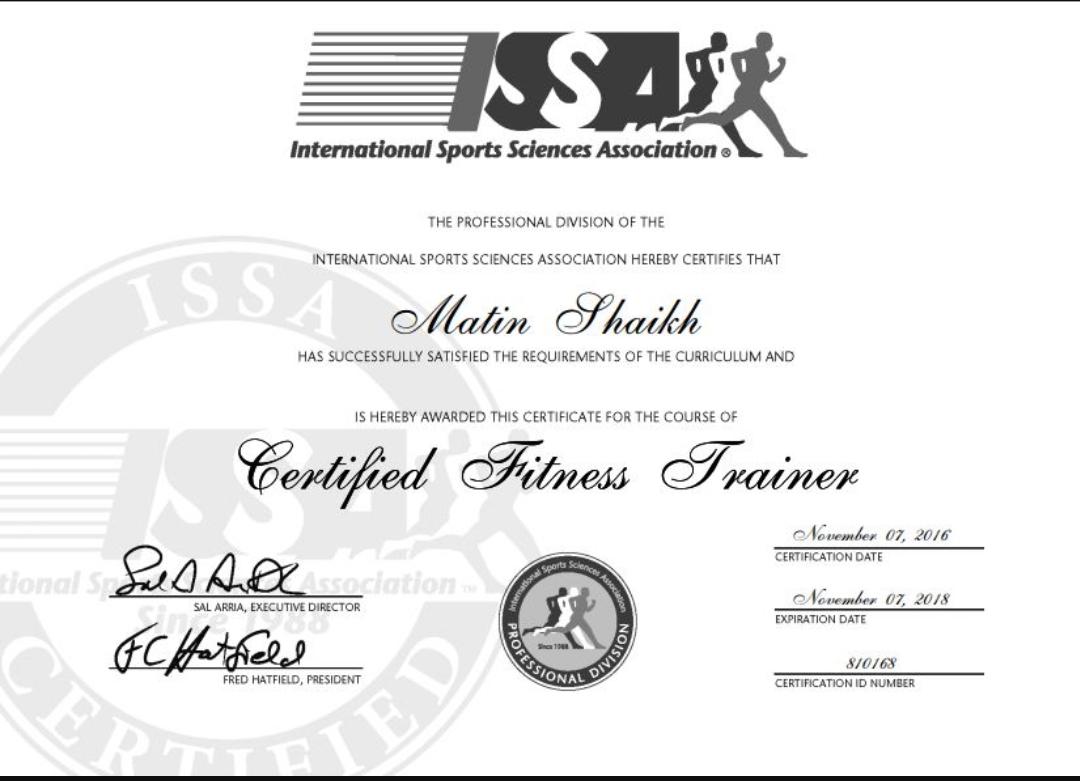 ISSA
International Sports Sciences Association ®
THE PROFESSIONAL DIVISION OF THE
INTERNATIONAL SPORTS SCIENCES ASSOCIATION HEREBY CERTIFIES THAT
Matin Shaikh
HAS SUCCESSFULLY SATISFIED THE REQUIREMENTS OF THE CURRICULUM AND
IS HEREBY AWARDED THIS CERTIFICATE FOR THE COURSE OF
Certified Fitness Trainer
November 07, 2016
CERTIFICATION DATE
November 07, 2018
EXPIRATION DATE
810168
CERTIFICATION ID NUMBER
SAL ARRIA, EXECUTIVE DIRECTOR
FC Hatfield
FRED HATFIELD, PRESIDENT
International Sports Sciences Association
Since 1988
PROFESSIONAL DIVISION
ISSA
tional Sports Sciences Association ™
Since 1988
CERTIFIED